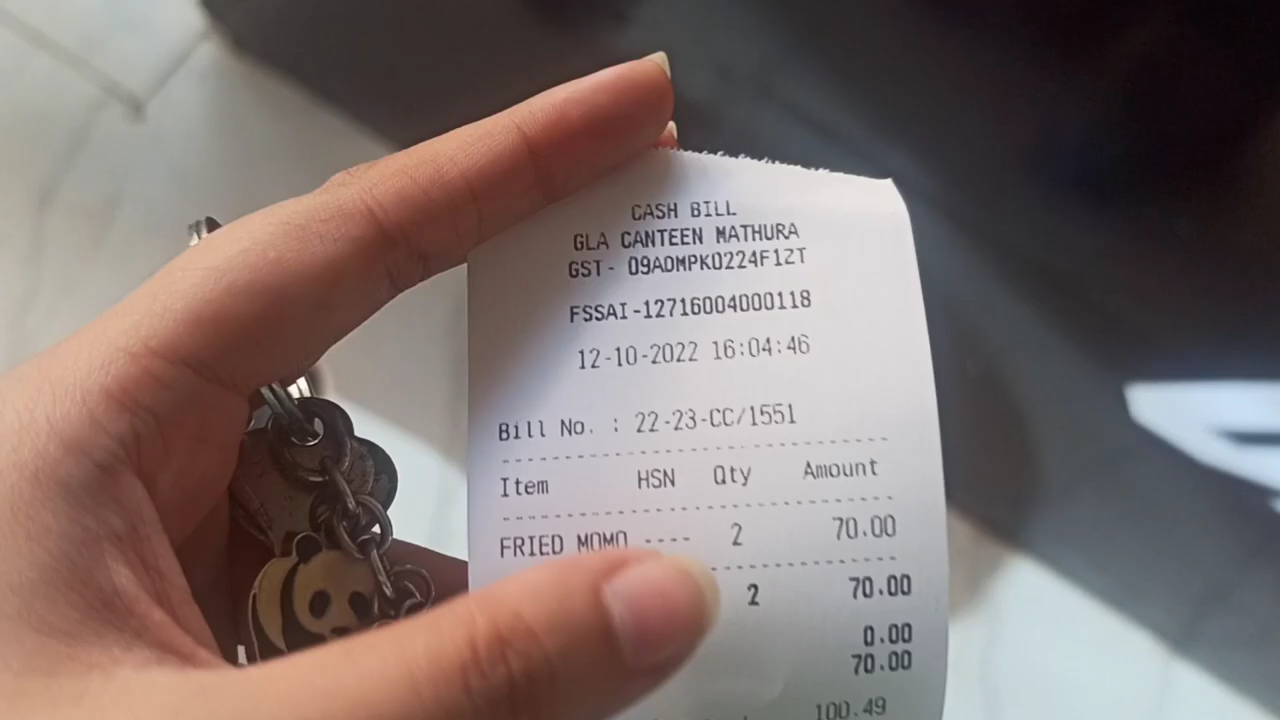 CASH BILL
GLA CANTEEN MATHURA
GST- 09ADMPK0224F1ZT
FSSAI-12716004000118
12-10-2022 16:04:46
Bill No. : 22-23-CC/1551
Item HSN Qty Amount
FRIED MOMO ---- 2 70.00
2 70.00
0.00
70.00
100.49